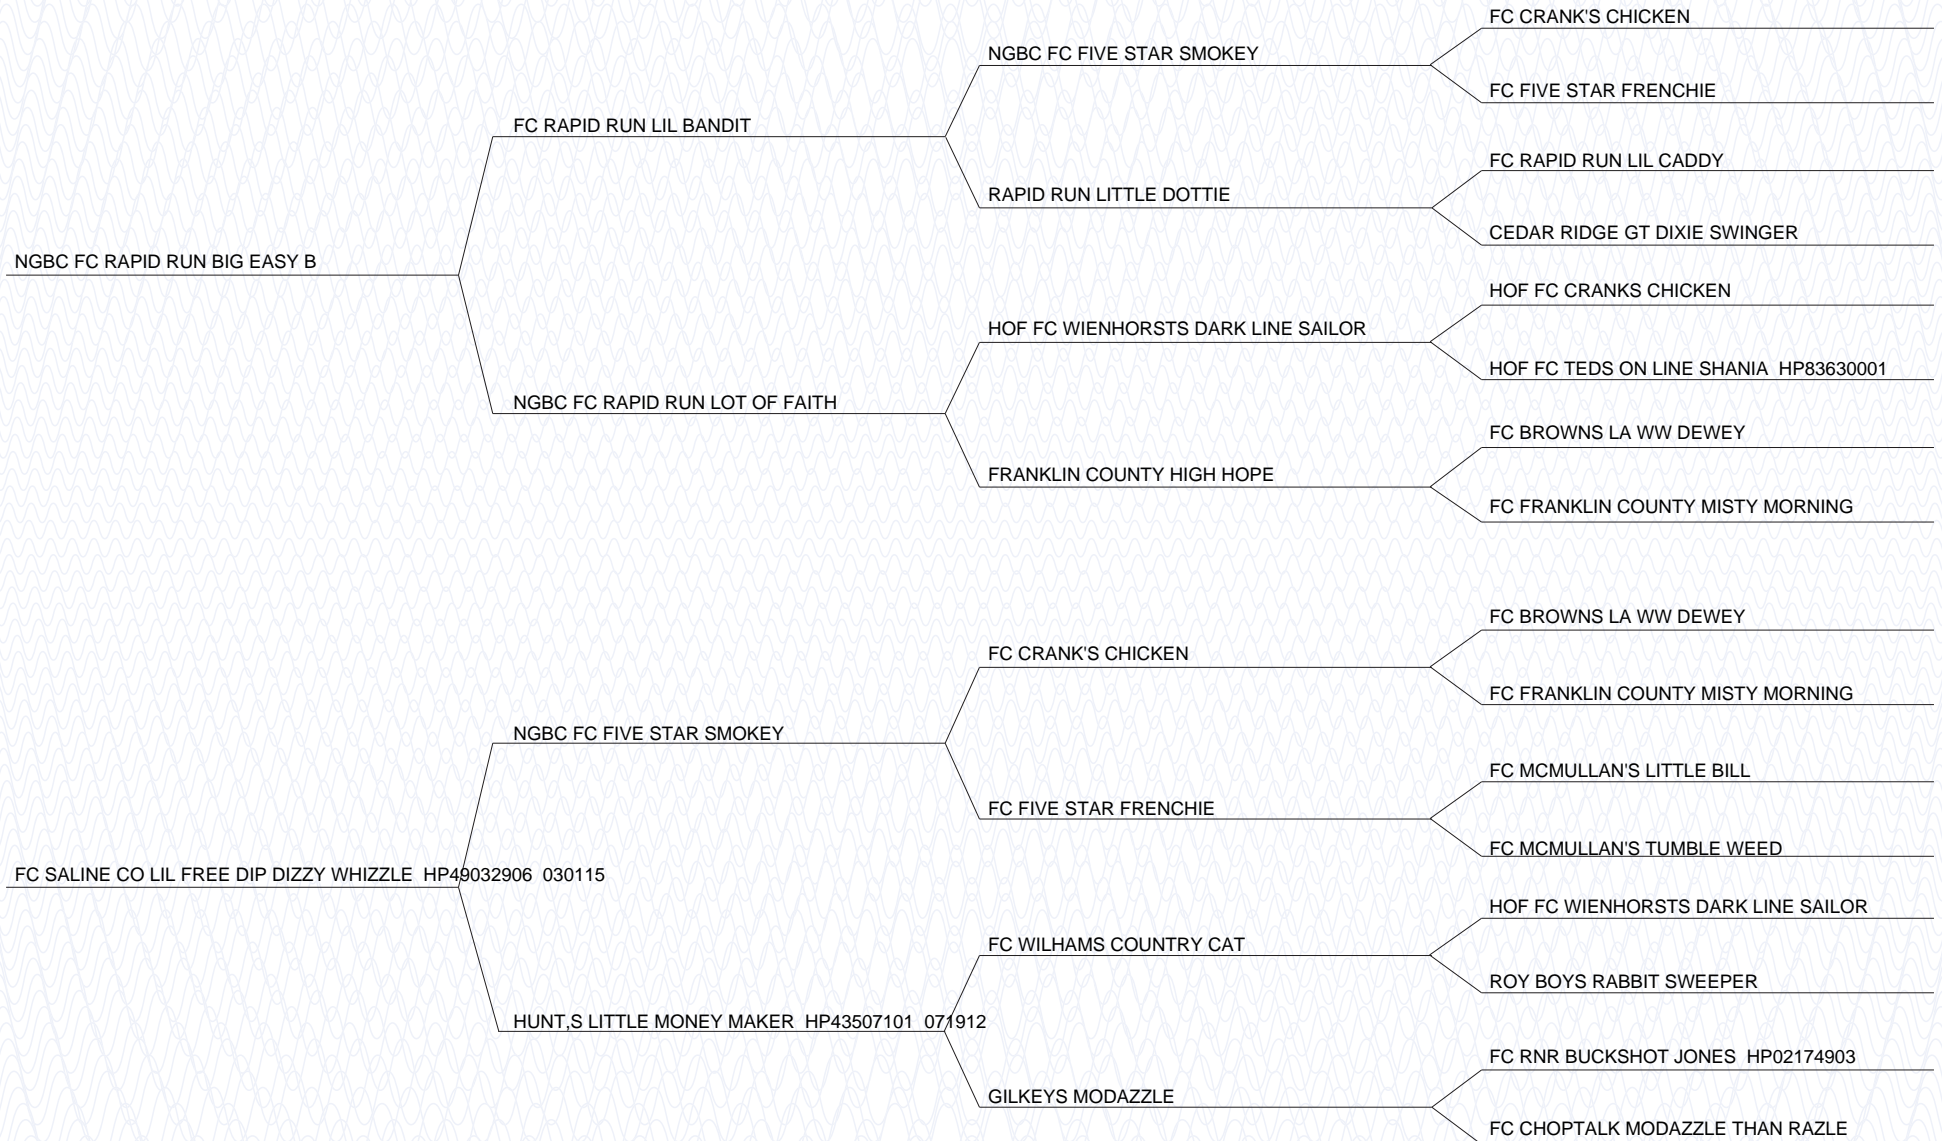 FC CRANK'S CHICKEN
NGBC FC FIVE STAR SMOKEY
FC FIVE STAR FRENCHIE
FC RAPID RUN LIL BANDIT
FC RAPID RUN LIL CADDY
RAPID RUN LITTLE DOTTIE
CEDAR RIDGE GT DIXIE SWINGER
NGBC FC RAPID RUN BIG EASY B
HOF FC CRANKS CHICKEN
HOF FC WIENHORSTS DARK LINE SAILOR
HOF FC TEDS ON LINE SHANIA HP83630001
NGBC FC RAPID RUN LOT OF FAITH
FC BROWNS LA WW DEWEY
FRANKLIN COUNTY HIGH HOPE
FC FRANKLIN COUNTY MISTY MORNING
FC BROWNS LA WW DEWEY
FC CRANK'S CHICKEN
FC FRANKLIN COUNTY MISTY MORNING
NGBC FC FIVE STAR SMOKEY
FC MCMULLAN'S LITTLE BILL
FC FIVE STAR FRENCHIE
FC MCMULLAN'S TUMBLE WEED
FC SALINE CO LIL FREE DIP DIZZY WHIZZLE HP49032906 030115
HOF FC WIENHORSTS DARK LINE SAILOR
FC WILHAMS COUNTRY CAT
ROY BOYS RABBIT SWEEPER
HUNT,S LITTLE MONEY MAKER HP43507101 071912
FC RNR BUCKSHOT JONES HP02174903
GILKEYS MODAZZLE
FC CHOPTALK MODAZZLE THAN RAZLE